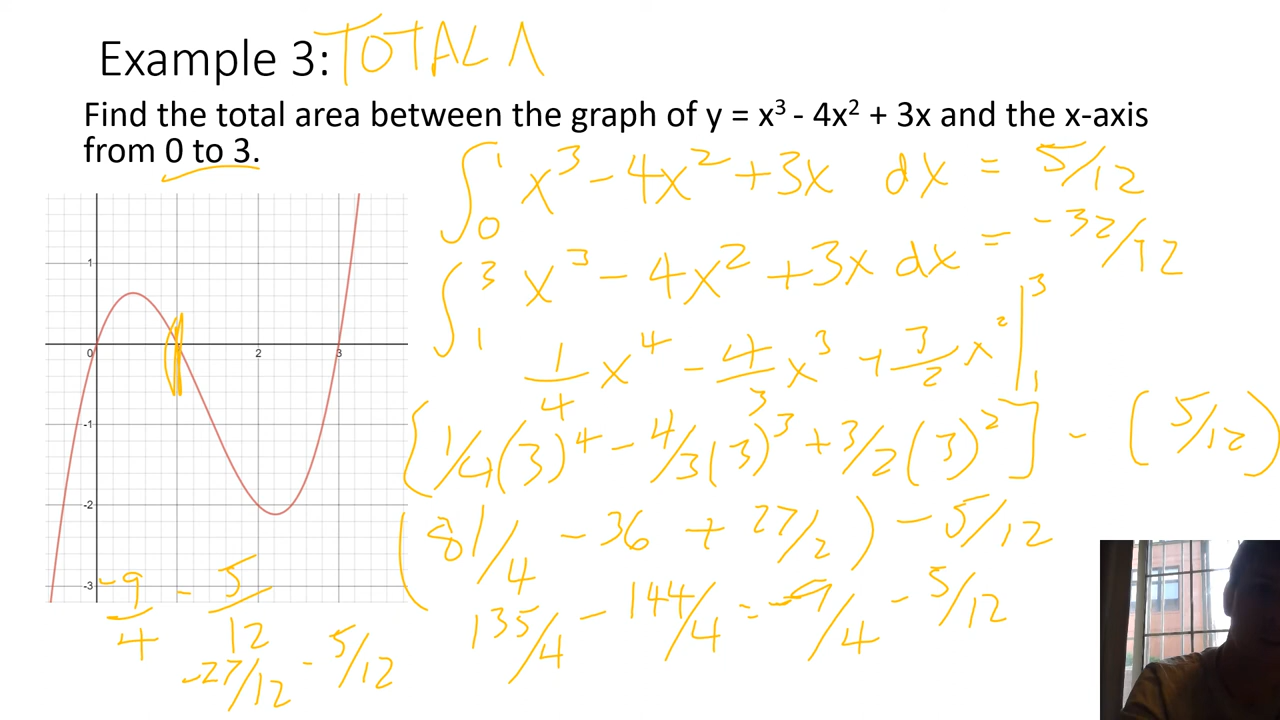 Example 3: TOTAL A
Find the total area between the graph of y = x³ - 4x² + 3x and the x-axis
from 0 to 3.
∫₀¹ x³ - 4x² + 3x dx = 5/12
∫₁³ x³ - 4x² + 3x dx = -32/12
1/4 x⁴ - 4/3 x³ + 3/2 x² |₁³
[1/4(3)⁴ - 4/3(3)³ + 3/2(3)²] - (5/12)
(81/4 - 36 + 27/2) - 5/12
135/4 - 144/4 = -9/4 - 5/12
-9/4 - 5/12
-27/12 - 5/12
1
0 2 3
-1
-2
-3